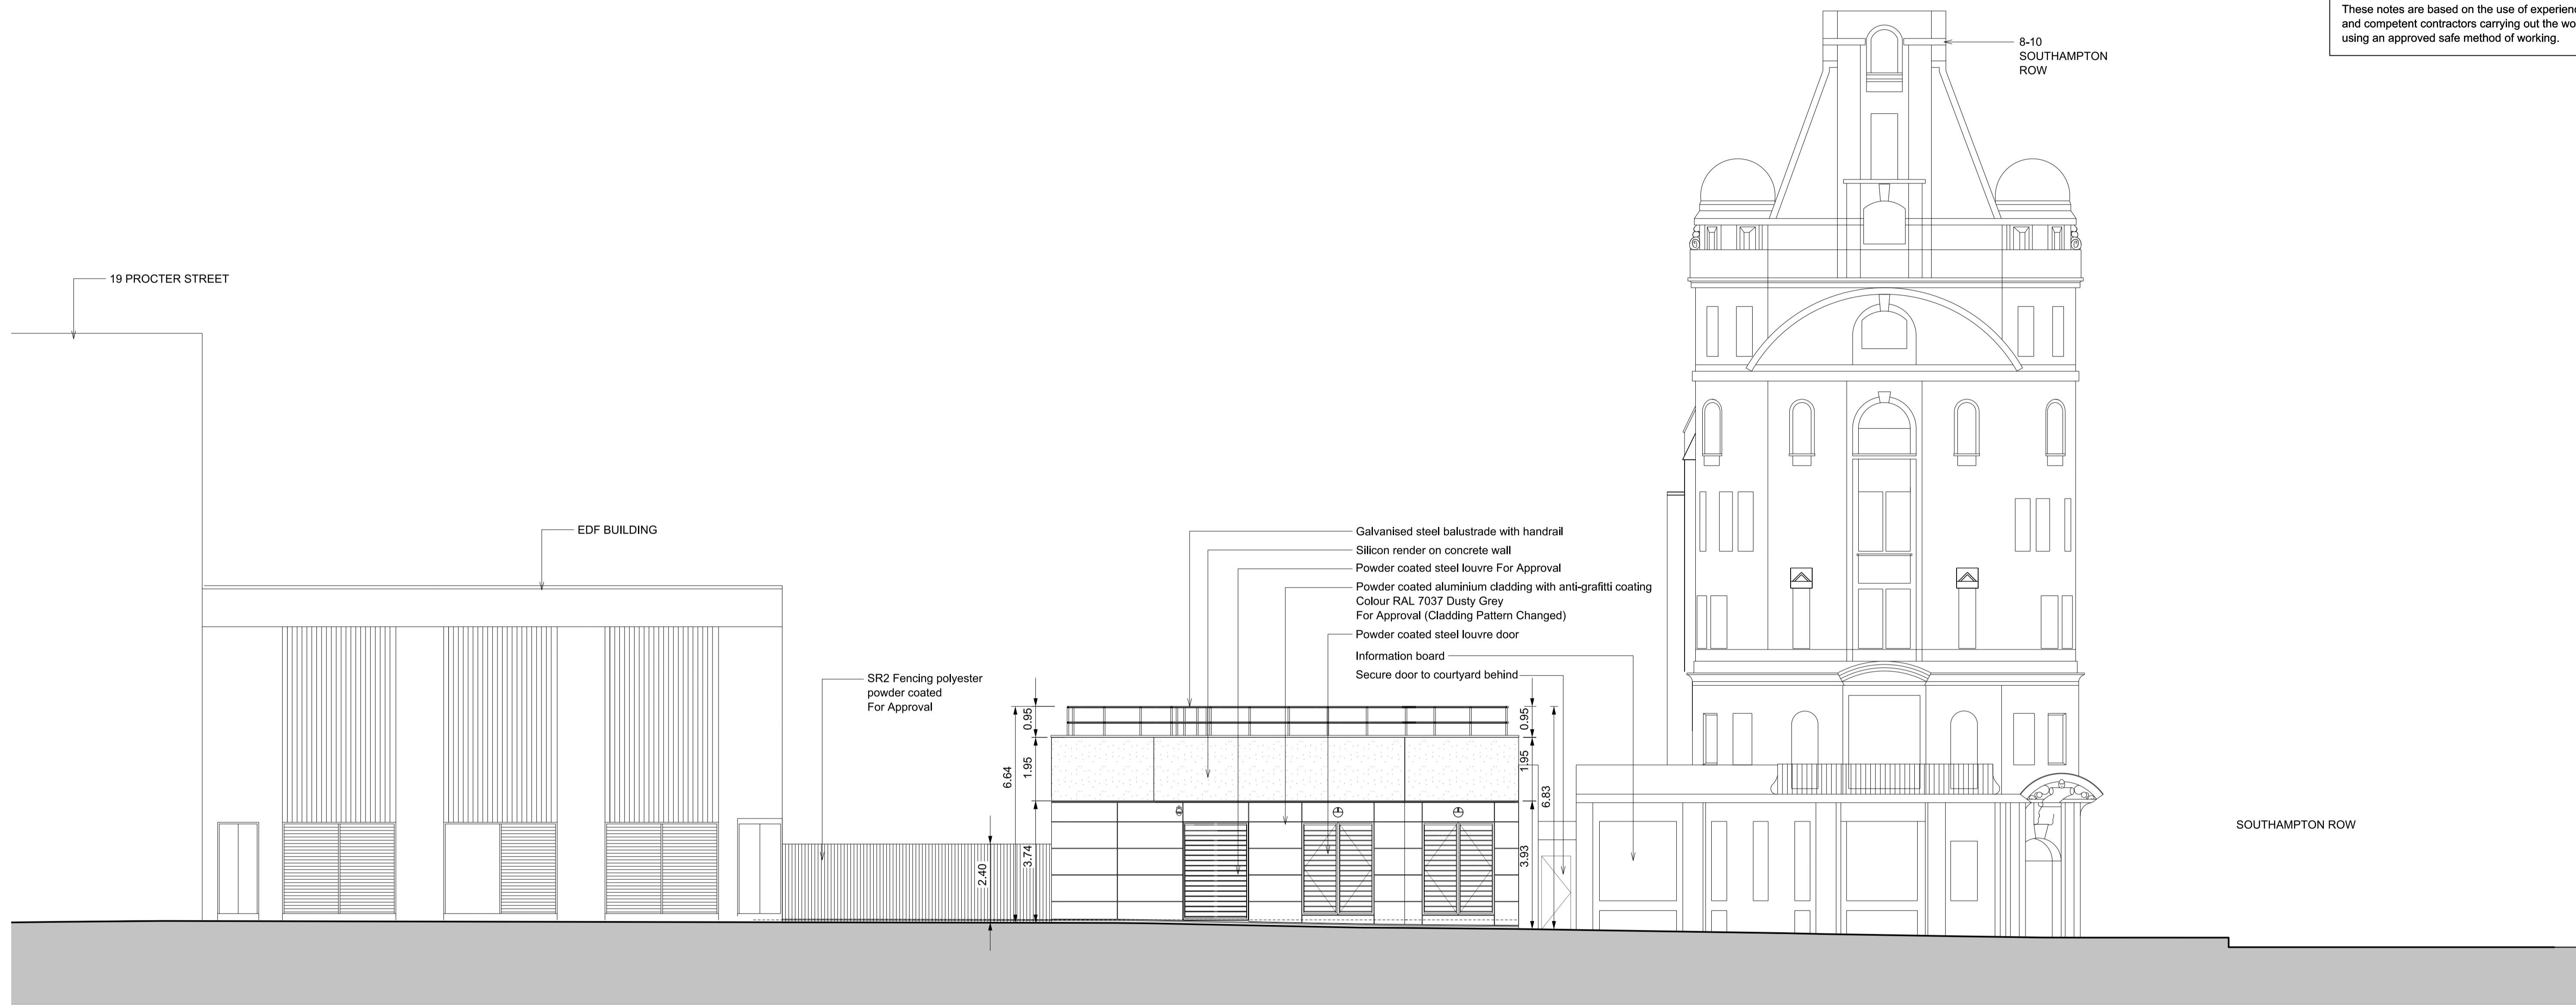 These notes are based on the use of
and competent contractors carrying out the
using an approved safe method of working.
8-10
SOUTHAMPTON
ROW
19 PROCTER STREET
EDF BUILDING
Galvanised steel balustrade with handrail
Silicon render on concrete wall
Powder coated steel louvre For Approval
Powder coated aluminium cladding with anti-grafitti coating
Colour RAL 7037 Dusty Grey
For Approval (Cladding Pattern Changed)
Powder coated steel louvre door
Information board
Secure door to courtyard behind
SR2 Fencing polyester
powder coated
For Approval
0.95
1.95
6.64
3.74
2.40
0.95
1.95
6.83
3.93
SOUTHAMPTON ROW